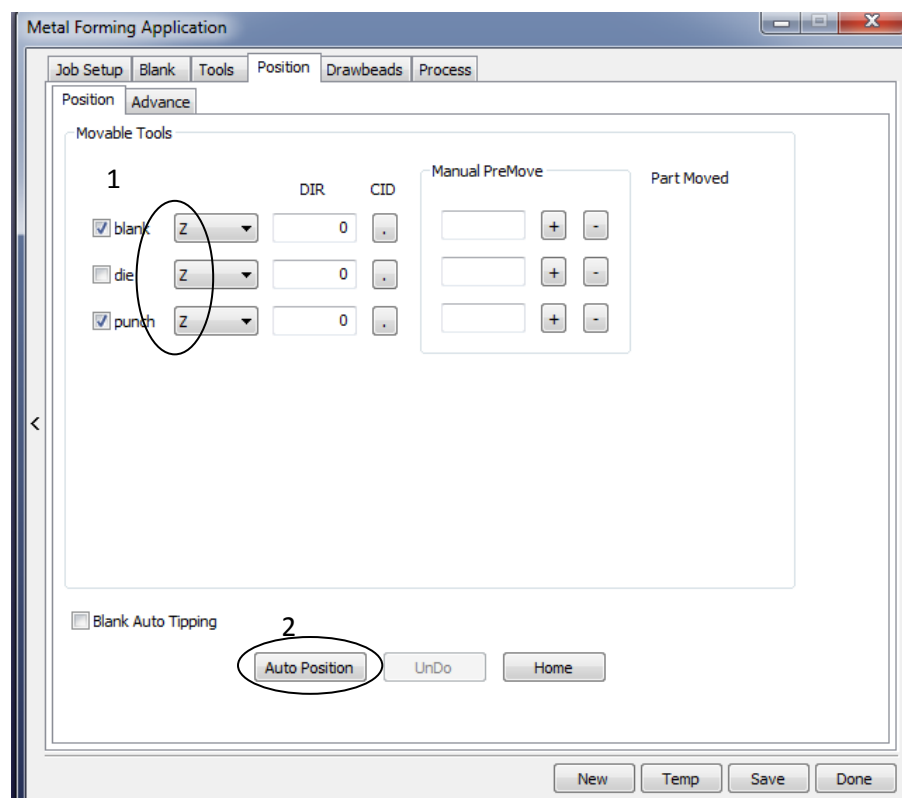 Metal Forming Application
Job Setup Blank Tools Position Drawbeads Process
Position Advance
Movable Tools
1 Manual PreMove Part Moved
DIR CID
blank Z 0 . + -
die Z 0 . + -
punch Z 0 . + -
<
Blank Auto Tipping
2
Auto Position UnDo Home
New Temp Save Done